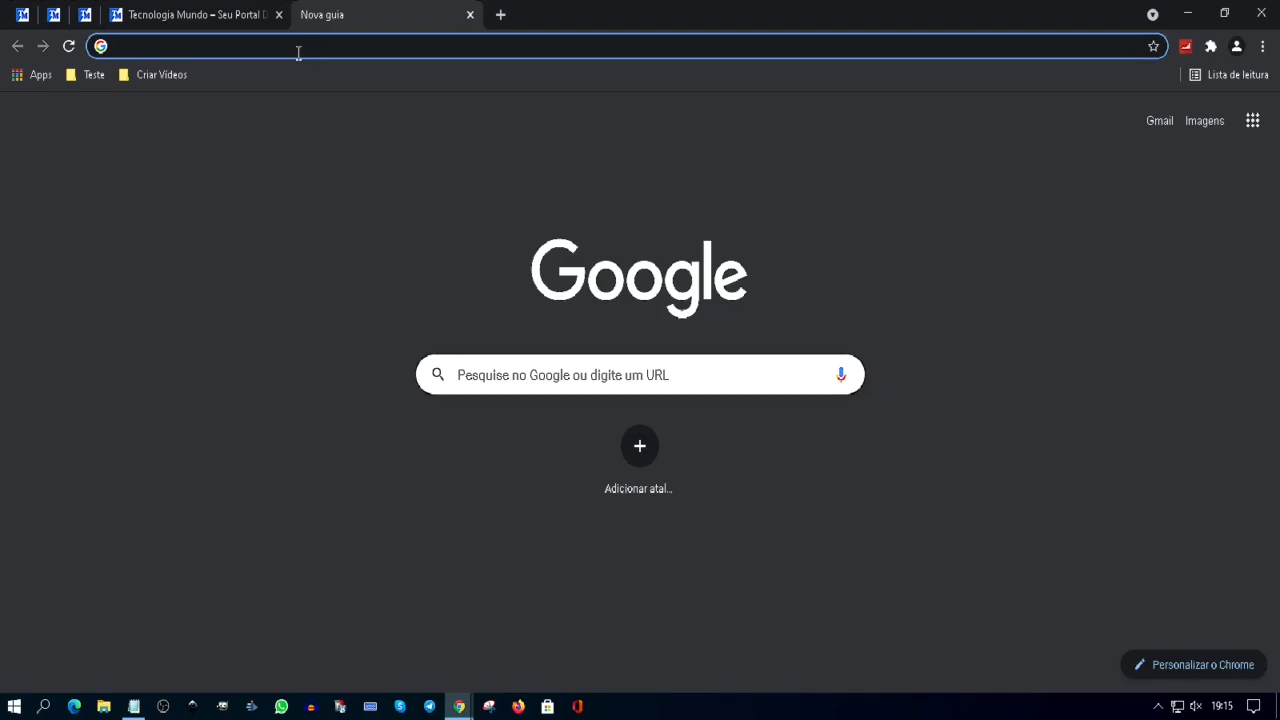 Tecnologia Mundo – Seu Portal D
Nova guia
Apps
Teste
Criar Vídeos
Lista de leitura
Gmail
Imagens
Google
Pesquise no Google ou digite um URL
Adicionar atal...
Personalizar o Chrome
19:15